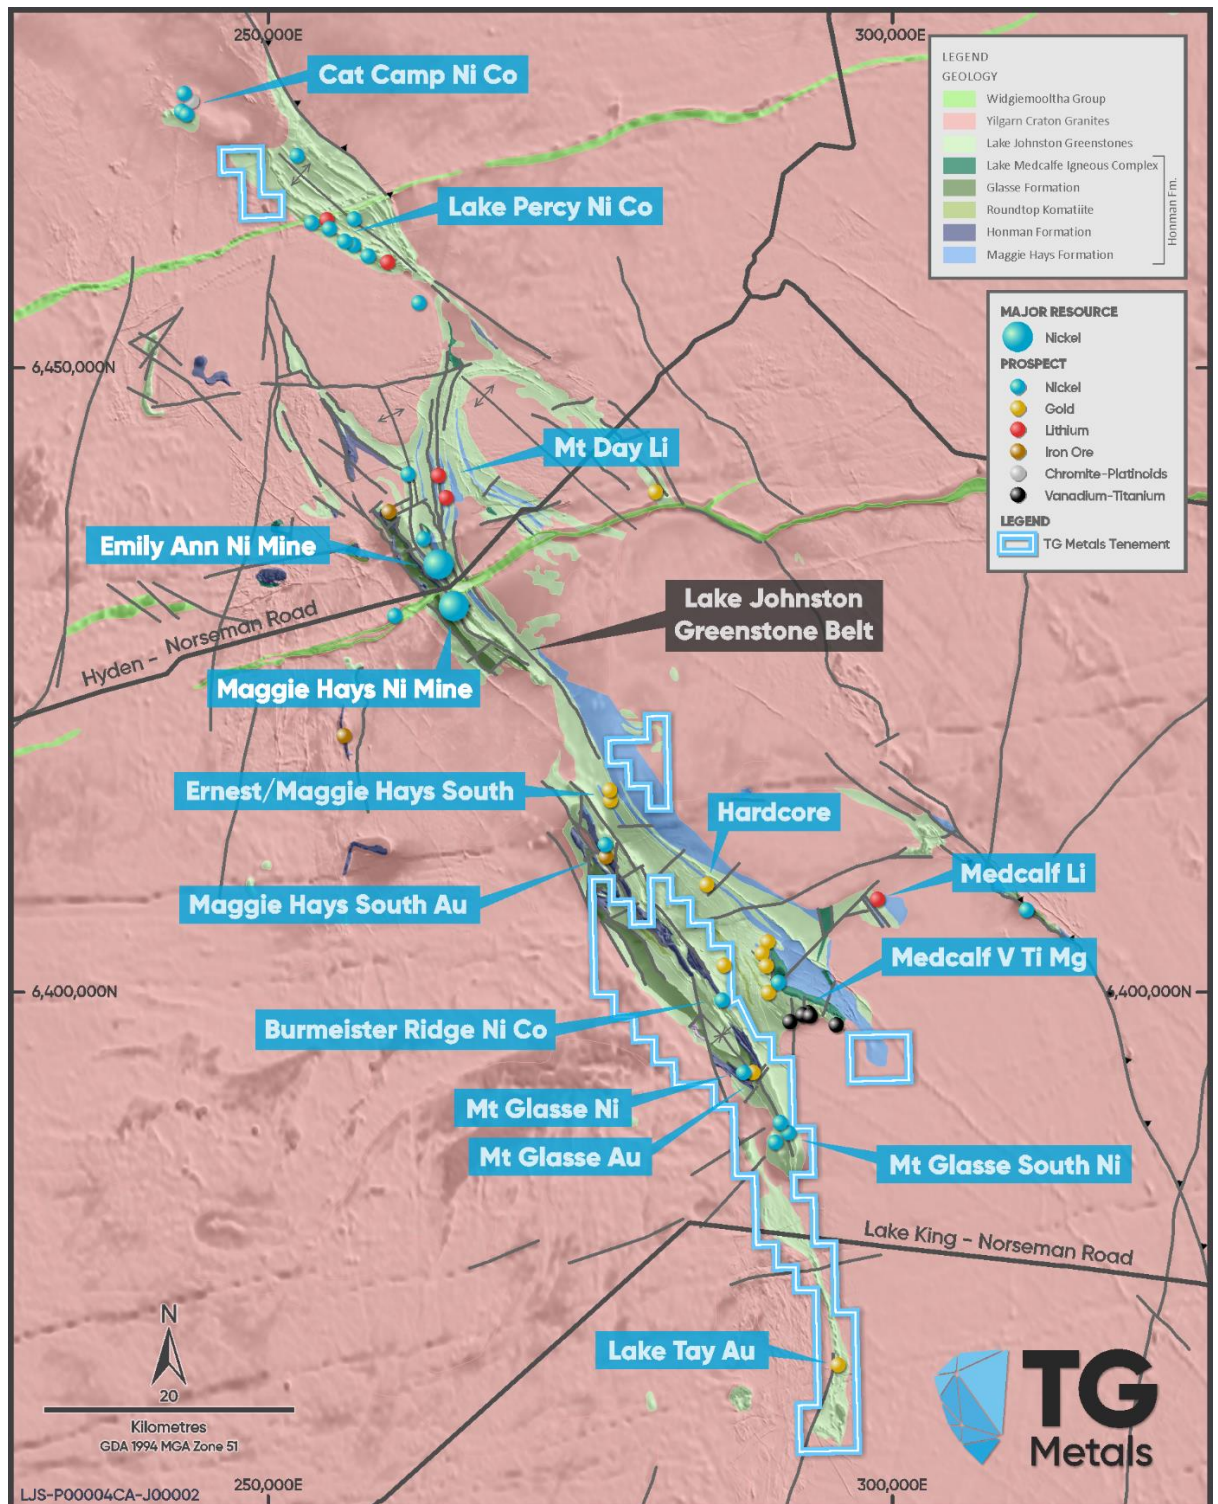 250,000E
300,000E
Cat Camp Ni Co
LEGEND
GEOLOGY
Widgiemooltha Group
Yilgarn Craton Granites
Lake Johnston Greenstones
Lake Medcalfe Igneous Complex
Glasse Formation
Roundtop Komatiite
Honman Formation
Maggie Hays Formation
Honman Fm.
Lake Percy Ni Co
MAJOR RESOURCE
Nickel
PROSPECT
Nickel
Gold
Lithium
Iron Ore
Chromite-Platinoids
Vanadium-Titanium
LEGEND
TG Metals Tenement
6,450,000N
Mt Day Li
Emily Ann Ni Mine
Lake Johnston
Greenstone Belt
Hyden - Norseman Road
Maggie Hays Ni Mine
Ernest/Maggie Hays South
Hardcore
Medcalf Li
Maggie Hays South Au
Medcalf V Ti Mg
6,400,000N
6,400,000N
Burmeister Ridge Ni Co
Mt Glasse Ni
Mt Glasse Au
Mt Glasse South Ni
Lake King - Norseman Road
Lake Tay Au
N
20
Kilometres
GDA 1994 MGA Zone 51
TG
Metals
LJS-P00004CA-J00002
250,000E
300,000E